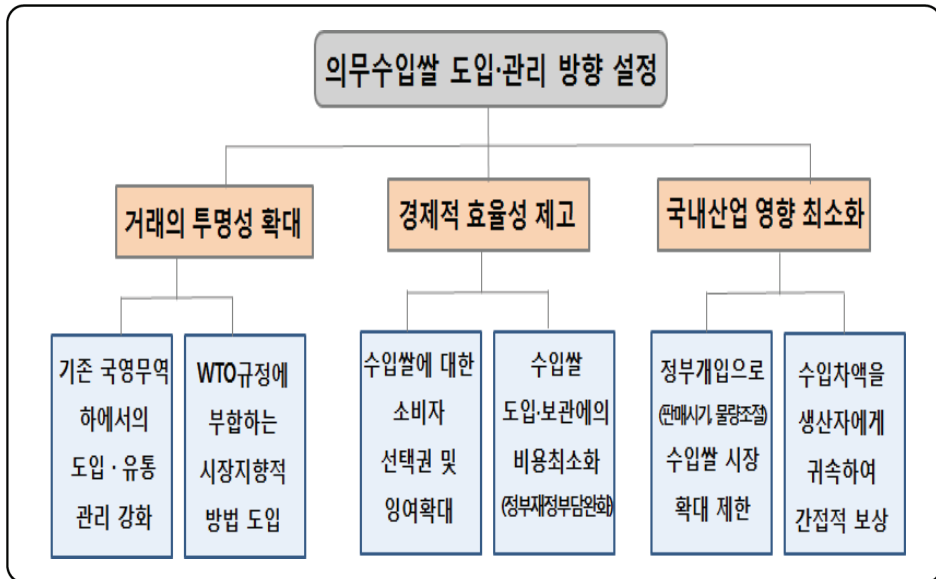 의무수입쌀 도입·관리 방향 설정
거래의 투명성 확대
경제적 효율성 제고
국내산업 영향 최소화
기존 국영무역
하에서의
도입·유통
관리 강화
WTO규정에
부합하는
시장지향적
방법 도입
수입쌀에 대한
소비자
선택권 및
잉여확대
수입쌀
도입·보관에의
비용최소화
(정부재정부담완화)
정부개입으로
(판매시기, 물량조절)
수입쌀 시장
확대 제한
수입차액을
생산자에게
귀속하여
간접적 보상